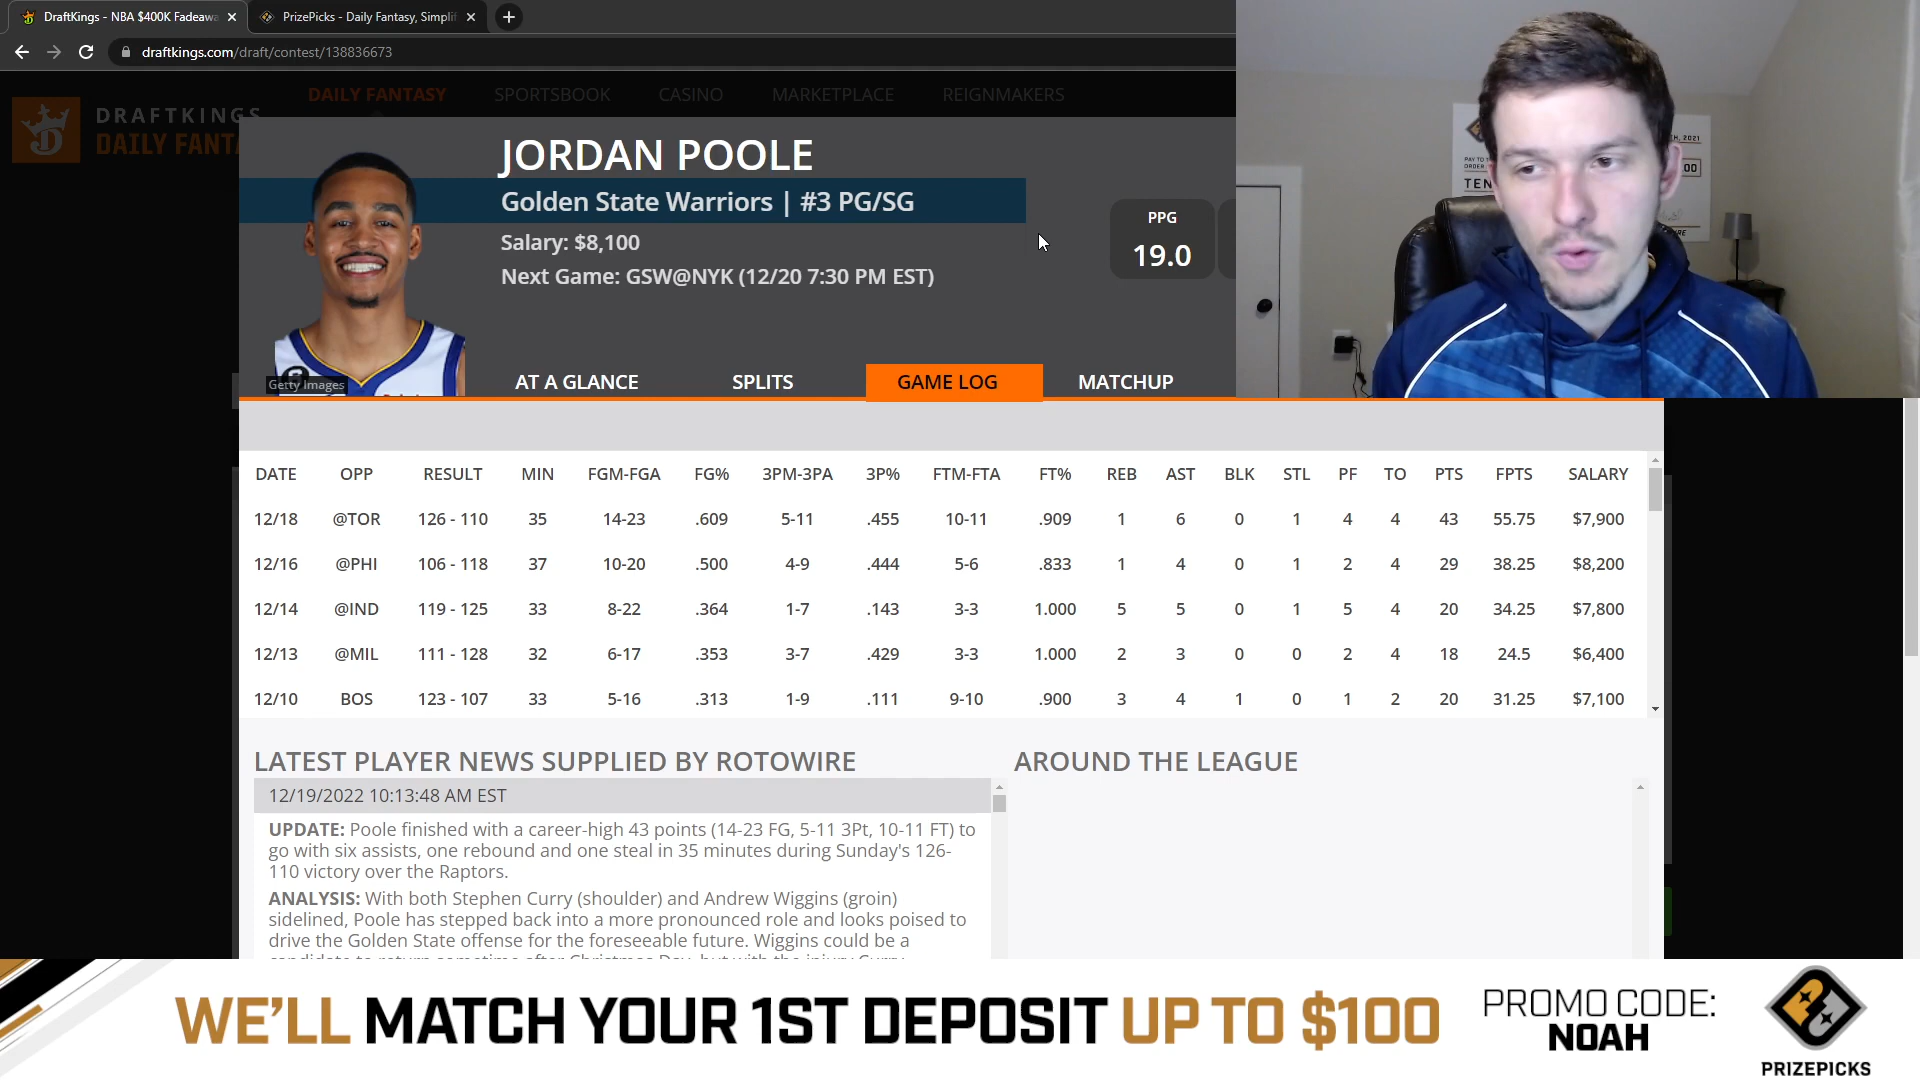 DraftKings - NBA $400K Fadeawa
PrizePicks - Daily Fantasy, Simplifi
draftkings.com/draft/contest/138836673
DRAFTKINGS
DAILY FANTA
DAILY FANTASY SPORTSBOOK CASINO MARKETPLACE REIGNMAKERS
JORDAN POOLE
Golden State Warriors | #3 PG/SG
Salary: $8,100
Next Game: GSW@NYK (12/20 7:30 PM EST)
PPG
19.0
Getty Images
AT A GLANCE SPLITS GAME LOG MATCHUP
DATE OPP RESULT MIN FGM-FGA FG% 3PM-3PA 3P% FTM-FTA FT% REB AST BLK STL PF TO PTS FPTS SALARY
12/18 @TOR 126 - 110 35 14-23 .609 5-11 .455 10-11 .909 1 6 0 1 4 4 43 55.75 $7,900
12/16 @PHI 106 - 118 37 10-20 .500 4-9 .444 5-6 .833 1 4 0 1 2 4 29 38.25 $8,200
12/14 @IND 119 - 125 33 8-22 .364 1-7 .143 3-3 1.000 5 5 0 1 5 4 20 34.25 $7,800
12/13 @MIL 111 - 128 32 6-17 .353 3-7 .429 3-3 1.000 2 3 0 0 2 4 18 24.5 $6,400
12/10 BOS 123 - 107 33 5-16 .313 1-9 .111 9-10 .900 3 4 1 0 1 2 20 31.25 $7,100
LATEST PLAYER NEWS SUPPLIED BY ROTOWIRE
12/19/2022 10:13:48 AM EST
UPDATE: Poole finished with a career-high 43 points (14-23 FG, 5-11 3Pt, 10-11 FT) to
go with six assists, one rebound and one steal in 35 minutes during Sunday's 126-
110 victory over the Raptors.
ANALYSIS: With both Stephen Curry (shoulder) and Andrew Wiggins (groin)
sidelined, Poole has stepped back into a more pronounced role and looks poised to
drive the Golden State offense for the foreseeable future. Wiggins could be a
AROUND THE LEAGUE
WE'LL MATCH YOUR 1ST DEPOSIT UP TO $100
PROMO CODE:
NOAH
PRIZEPICKS